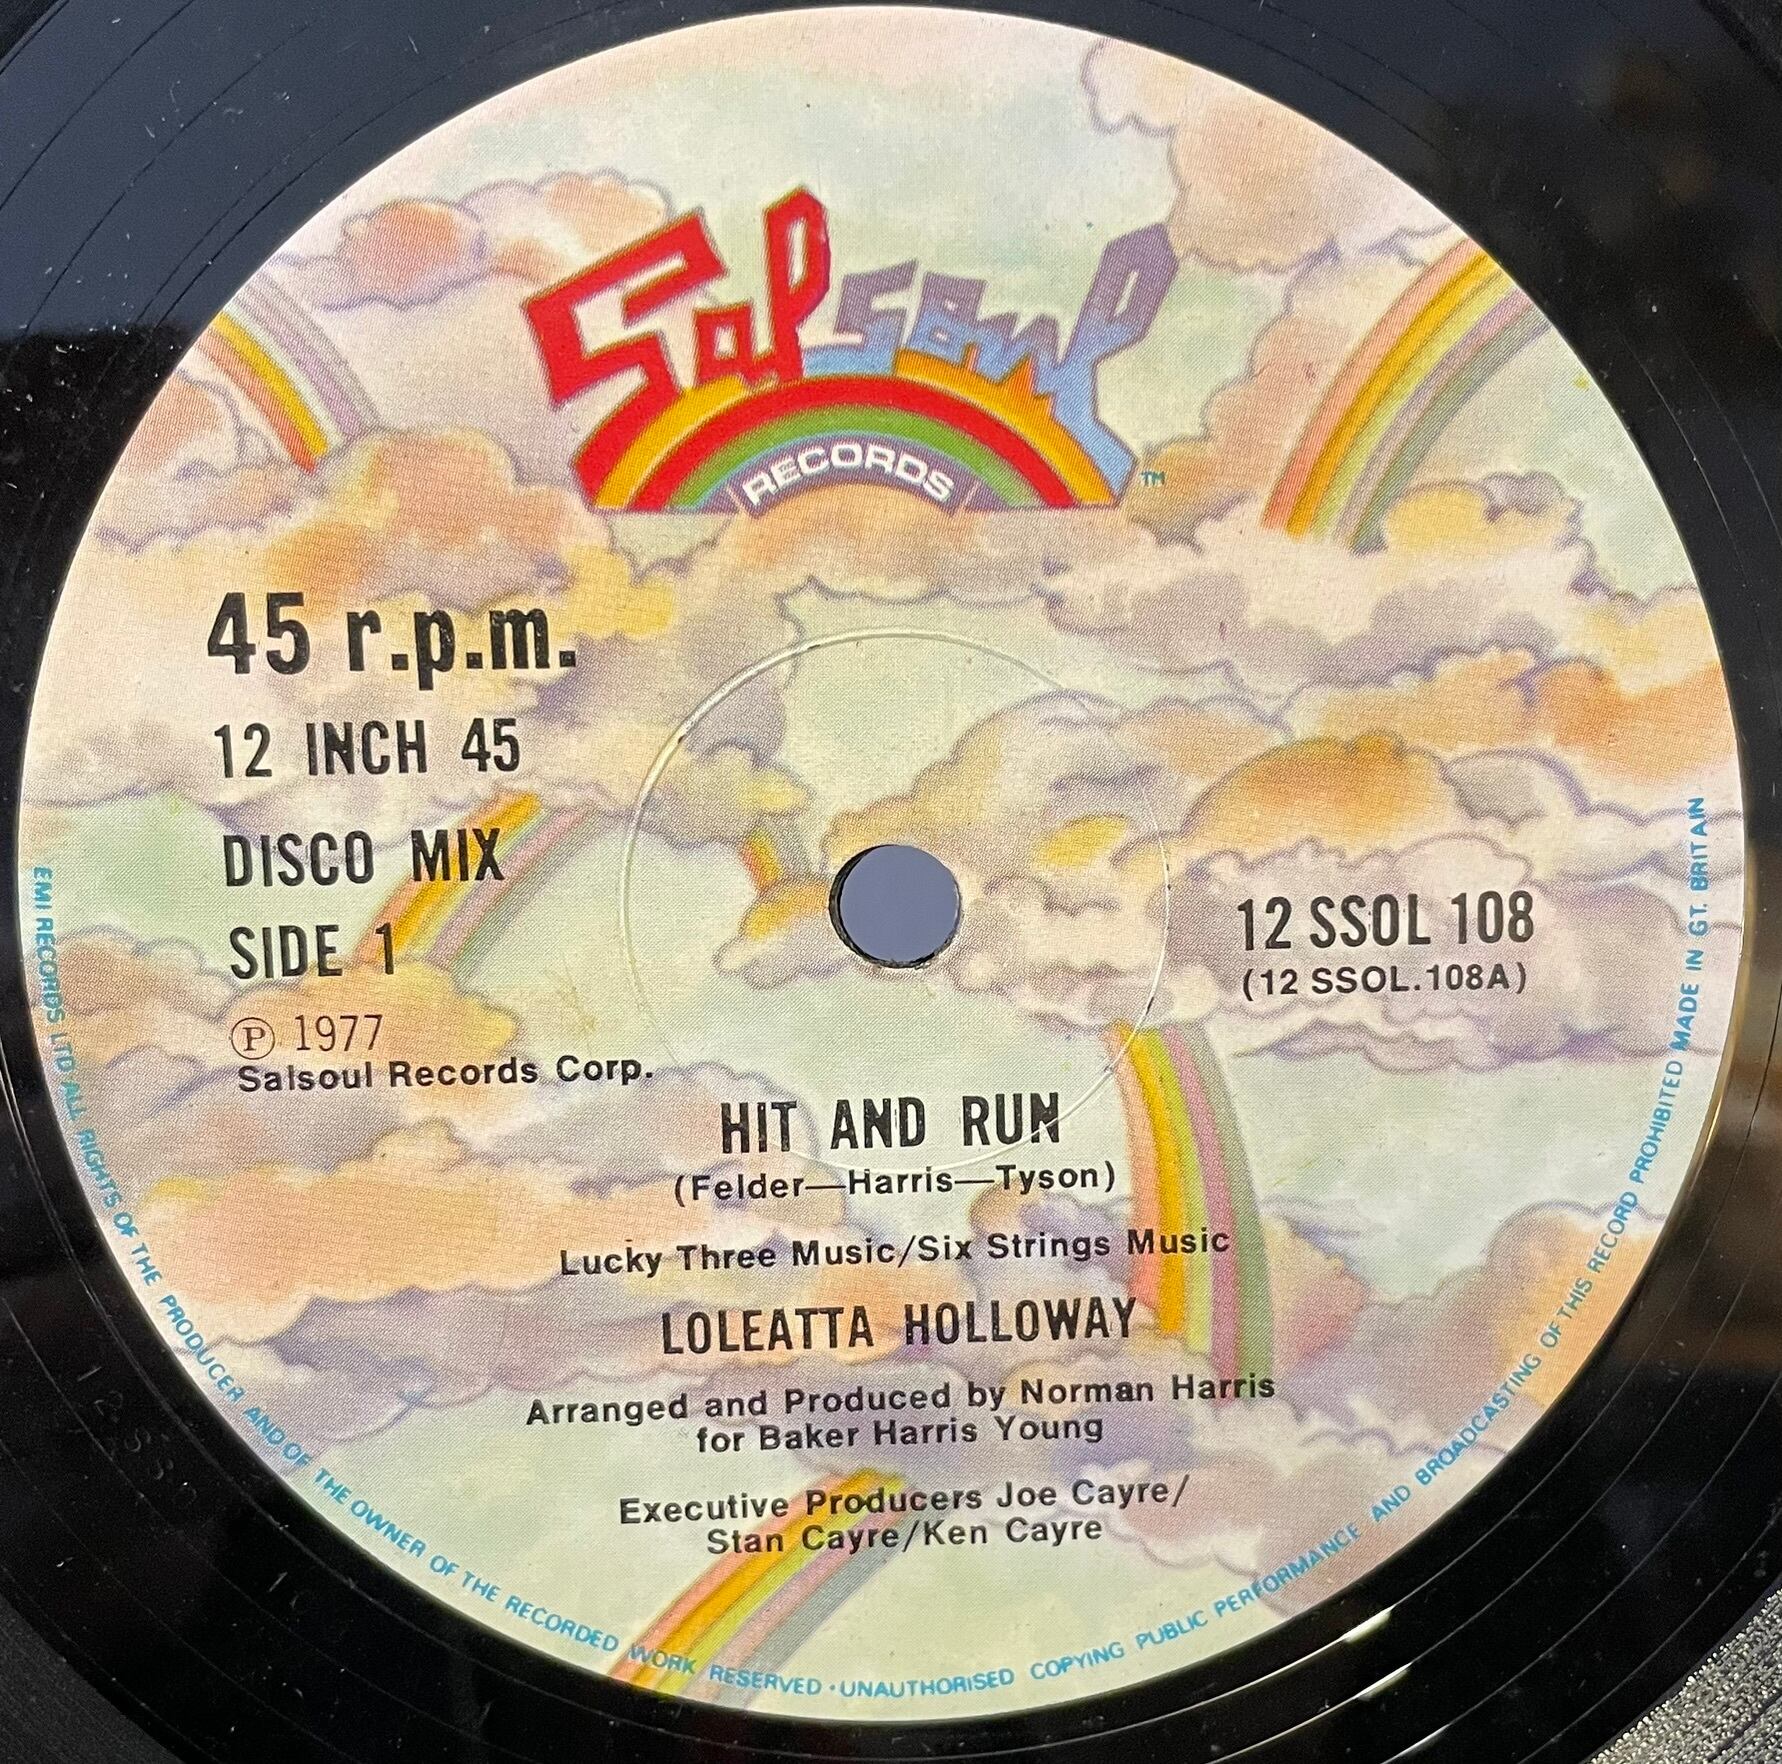 Salsoul
RECORDS
TM
45 r.p.m.
12 INCH 45
DISCO MIX
SIDE 1
Ⓟ 1977
Salsoul Records Corp.
12 SSOL 108
(12 SSOL.108A)
HIT AND RUN
(Felder—Harris—Tyson)
Lucky Three Music/Six Strings Music
LOLEATTA HOLLOWAY
Arranged and Produced by Norman Harris
for Baker Harris Young
Executive Producers Joe Cayre/
Stan Cayre/Ken Cayre
EMI RECORDS LTD ALL RIGHTS OF THE PRODUCER AND OF THE OWNER OF THE RECORDED WORK RESERVED · UNAUTHORISED COPYING PUBLIC PERFORMANCE AND BROADCASTING OF THIS RECORD PROHIBITED MADE IN GT. BRITAIN